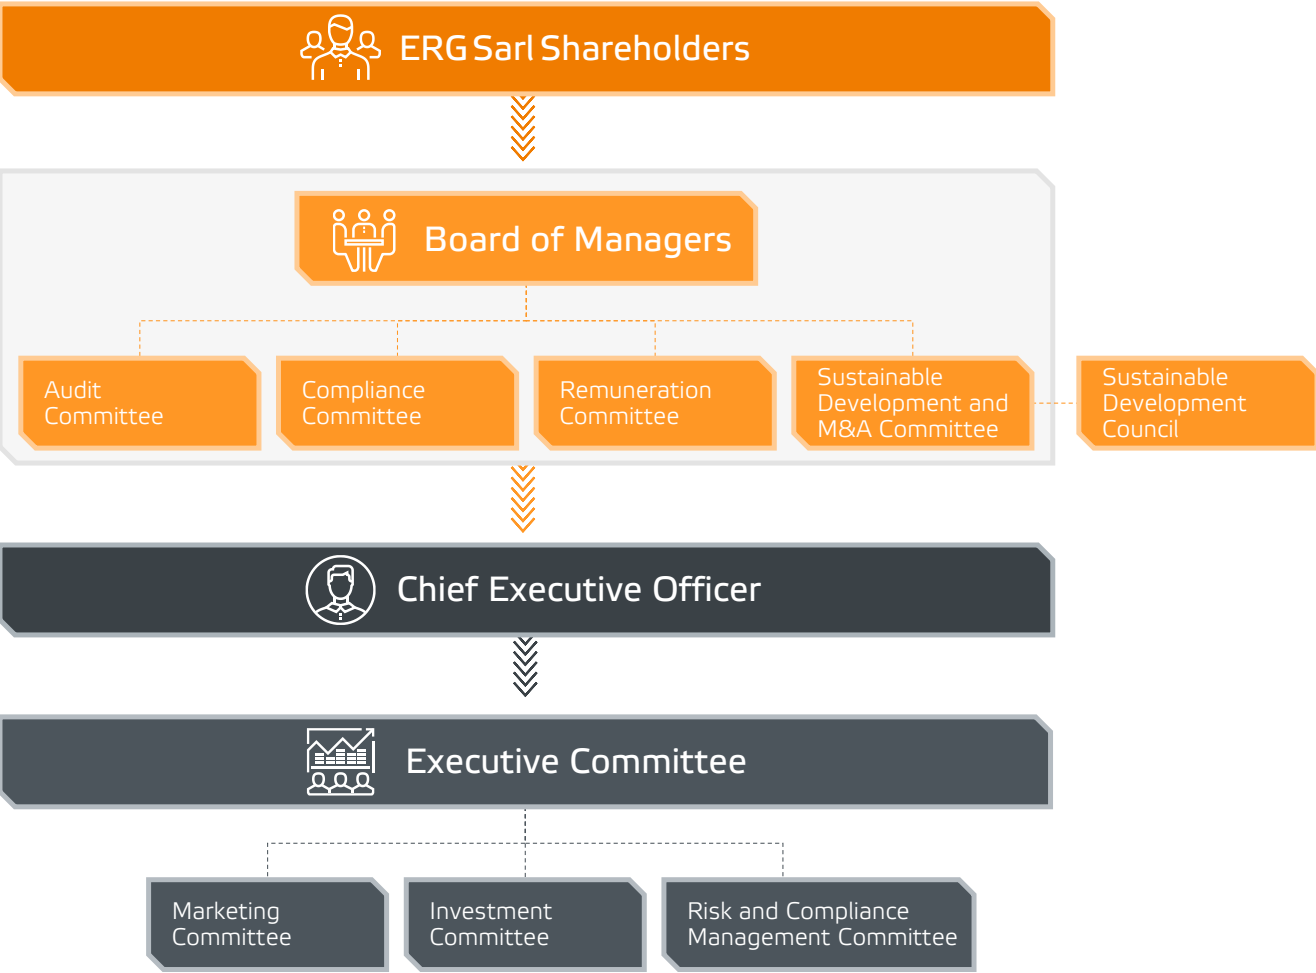 ERG Sarl Shareholders
Board of Managers
Audit
Committee
Compliance
Committee
Remuneration
Committee
Sustainable
Development and
M&A Committee
Sustainable
Development
Council
Chief Executive Officer
Executive Committee
Marketing
Committee
Investment
Committee
Risk and Compliance
Management Committee